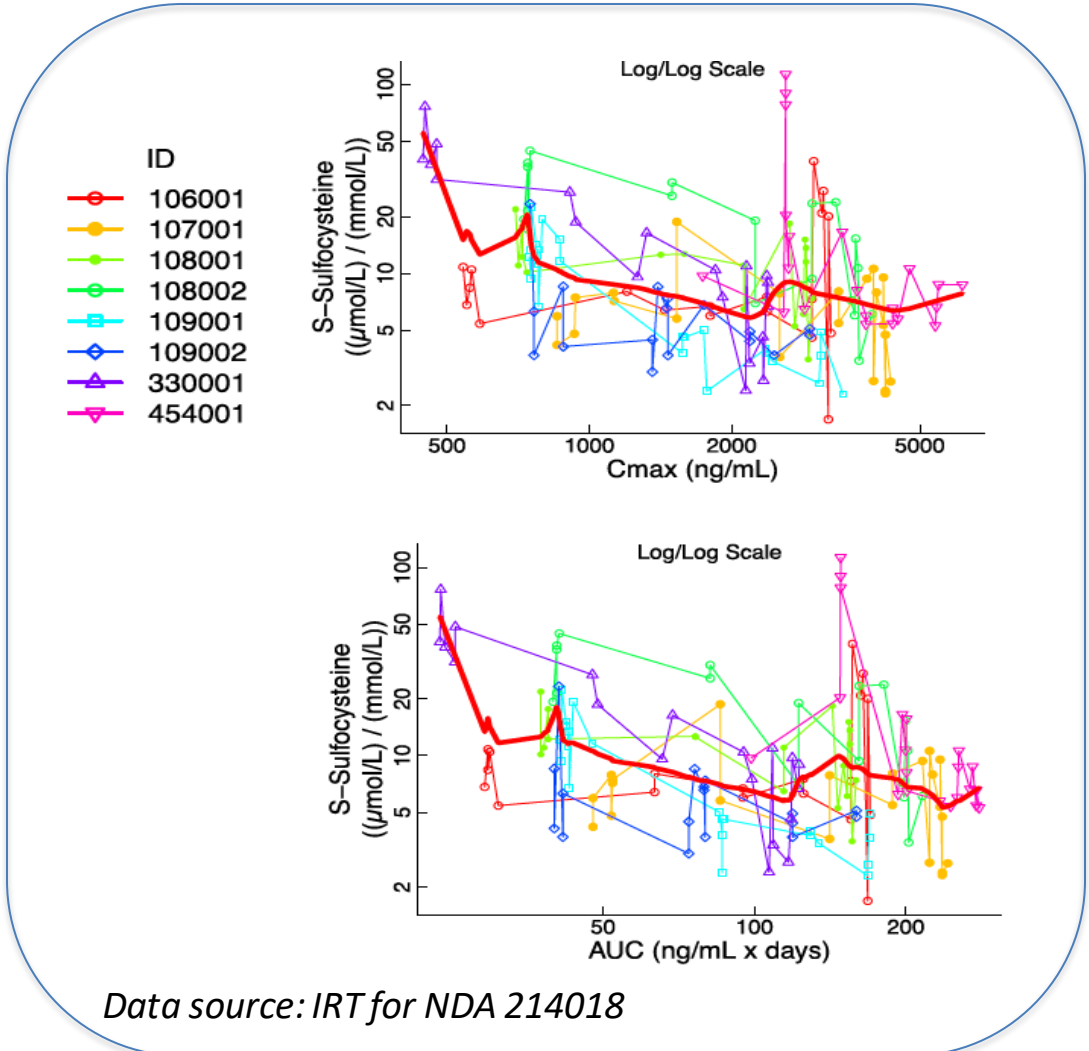 Log/Log Scale
S−Sulfocysteine
((μmol/L) / (mmol/L))
100
50
20
10
5
2
500 1000 2000 5000
Cmax (ng/mL)
ID
106001
107001
108001
108002
109001
109002
330001
454001
Log/Log Scale
S−Sulfocysteine
((μmol/L) / (mmol/L))
100
50
20
10
5
2
50 100 200
AUC (ng/mL x days)
Data source: IRT for NDA 214018